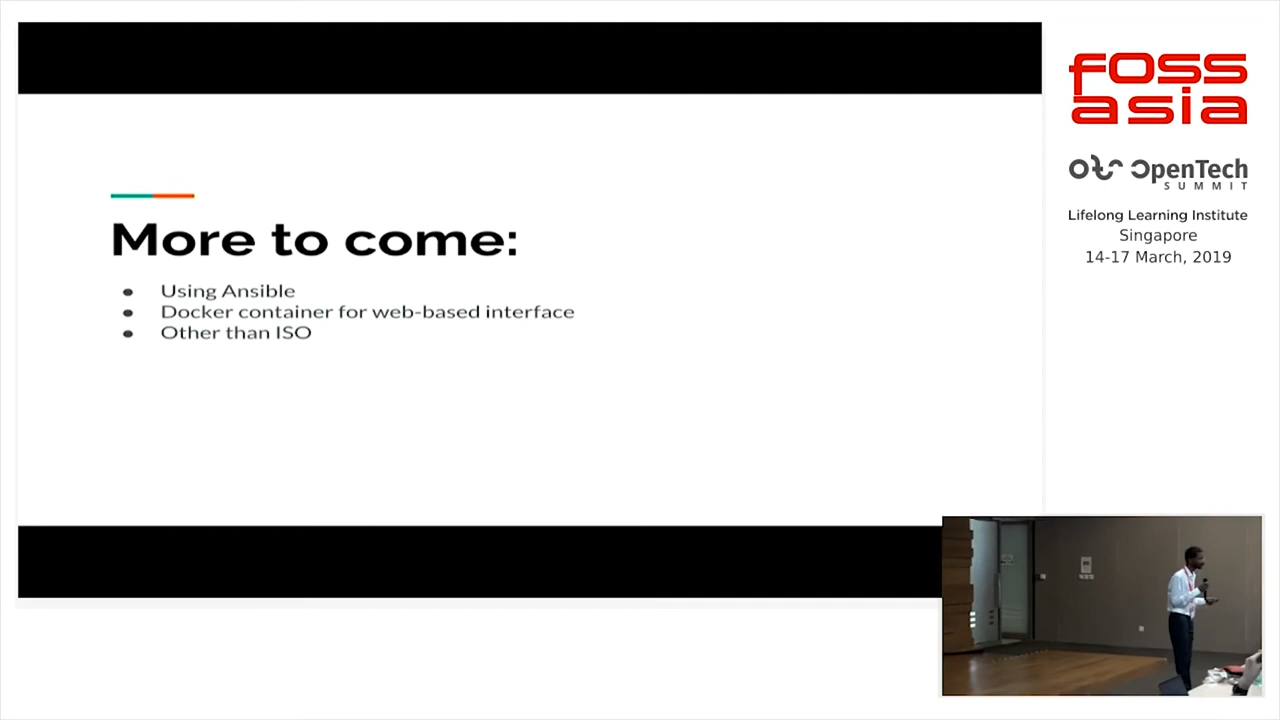 More to come:
Using Ansible
Docker container for web-based interface
Other than ISO
fOSS
asia
OpenTech
SUMMIT
Lifelong Learning Institute
Singapore
14-17 March, 2019